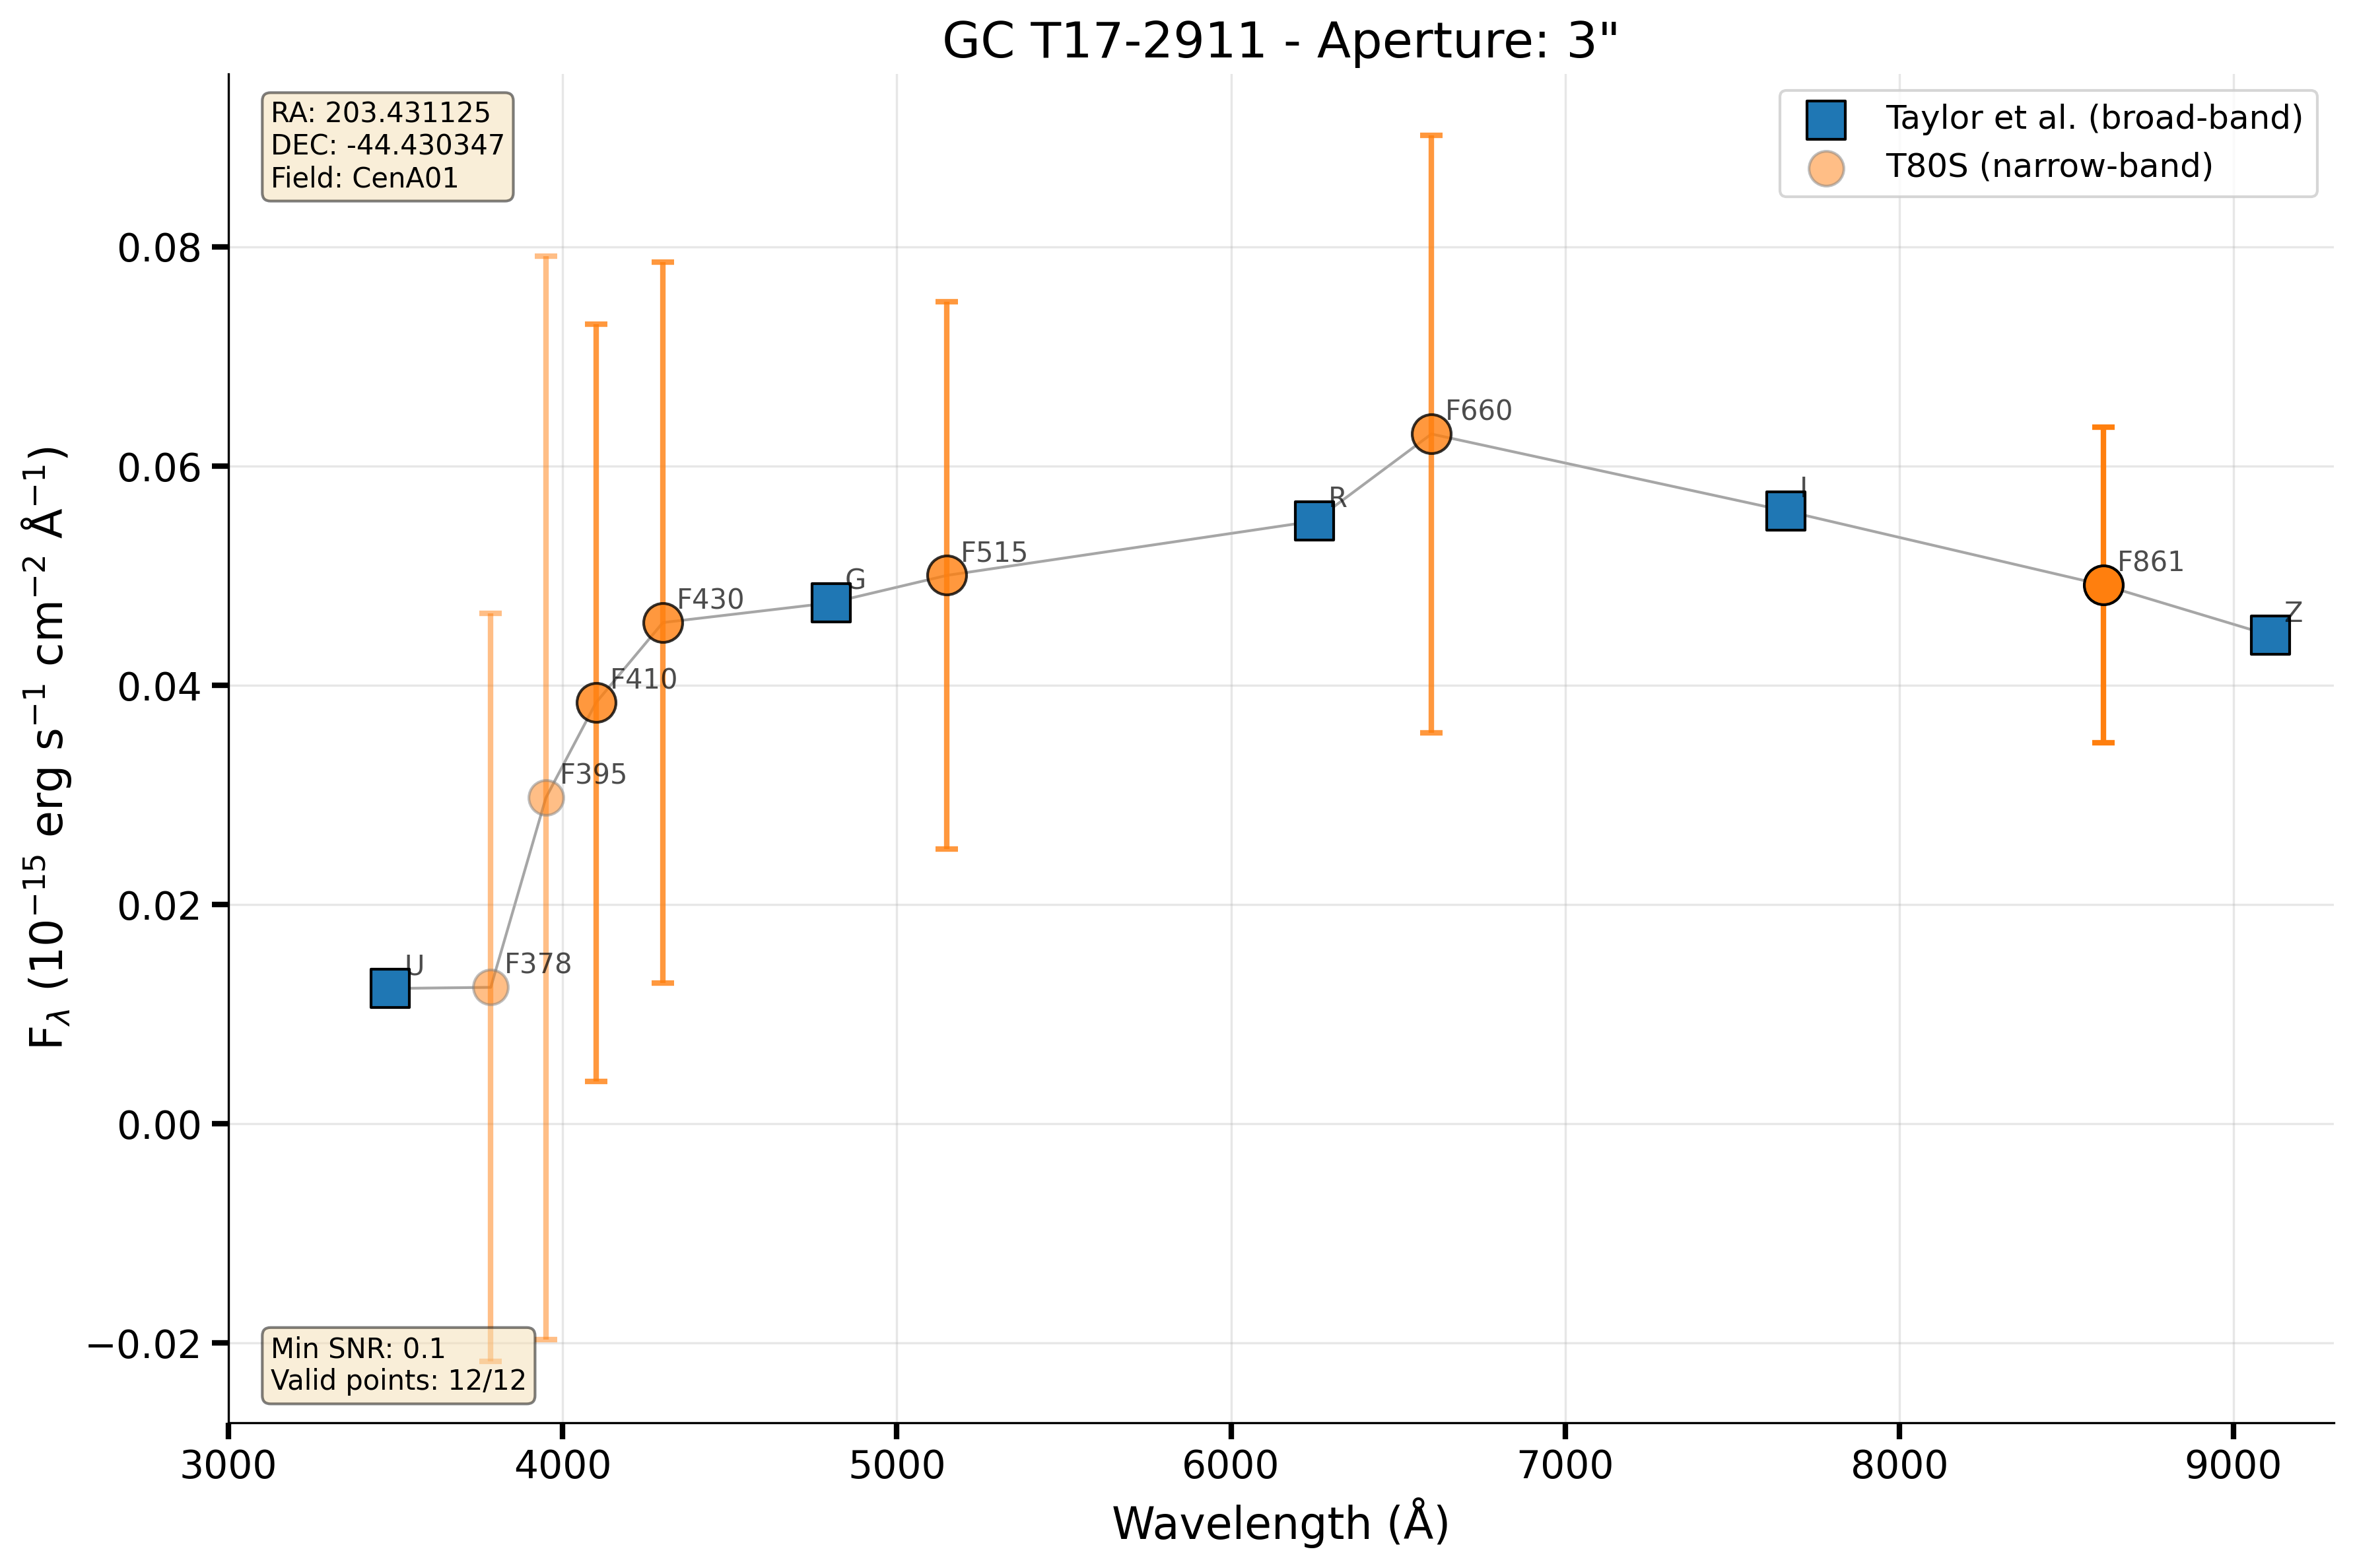 GC T17-2911 - Aperture: 3"
RA: 203.431125
DEC: -44.430347
Field: CenA01
Taylor et al. (broad-band)
T80S (narrow-band)
F660
I
R
F861
F515
G
Z
F430
F410
F395
F378
U
0.08
0.06
0.04
0.02
0.00
−0.02
F$_{λ}$ (10$^{−15}$ erg s$^{−1}$ cm$^{−2}$ Å$^{−1}$)
Min SNR: 0.1
Valid points: 12/12
3000 4000 5000 6000 7000 8000 9000
Wavelength (Å)